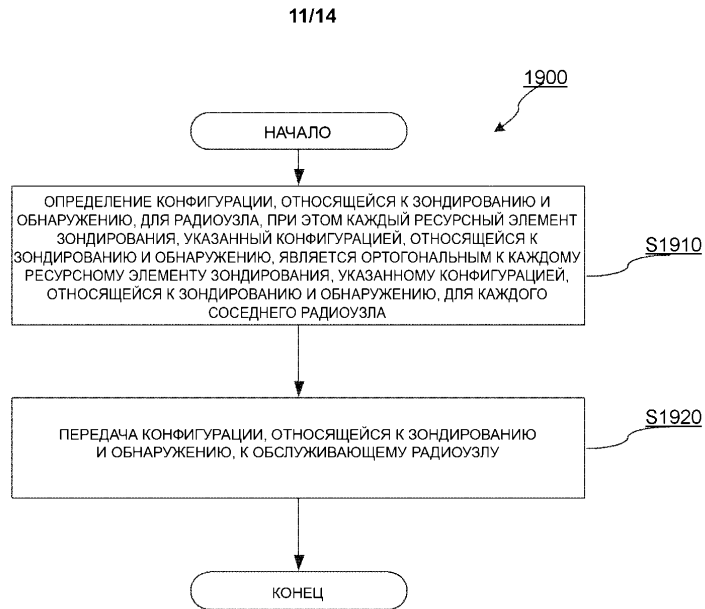 11/14
1900
НАЧАЛО
ОПРЕДЕЛЕНИЕ КОНФИГУРАЦИИ, ОТНОСЯЩЕЙСЯ К ЗОНДИРОВАНИЮ И
ОБНАРУЖЕНИЮ, ДЛЯ РАДИОУЗЛА, ПРИ ЭТОМ КАЖДЫЙ РЕСУРСНЫЙ ЭЛЕМЕНТ
ЗОНДИРОВАНИЯ, УКАЗАННЫЙ КОНФИГУРАЦИЕЙ, ОТНОСЯЩЕЙСЯ К
ЗОНДИРОВАНИЮ И ОБНАРУЖЕНИЮ, ЯВЛЯЕТСЯ ОРТОГОНАЛЬНЫМ К КАЖДОМУ
РЕСУРСНОМУ ЭЛЕМЕНТУ ЗОНДИРОВАНИЯ, УКАЗАННОМУ КОНФИГУРАЦИЕЙ,
ОТНОСЯЩЕЙСЯ К ЗОНДИРОВАНИЮ И ОБНАРУЖЕНИЮ, ДЛЯ КАЖДОГО
СОСЕДНЕГО РАДИОУЗЛА
S1910
ПЕРЕДАЧА КОНФИГУРАЦИИ, ОТНОСЯЩЕЙСЯ К ЗОНДИРОВАНИЮ
И ОБНАРУЖЕНИЮ, К ОБСЛУЖИВАЮЩЕМУ РАДИОУЗЛУ
S1920
КОНЕЦ